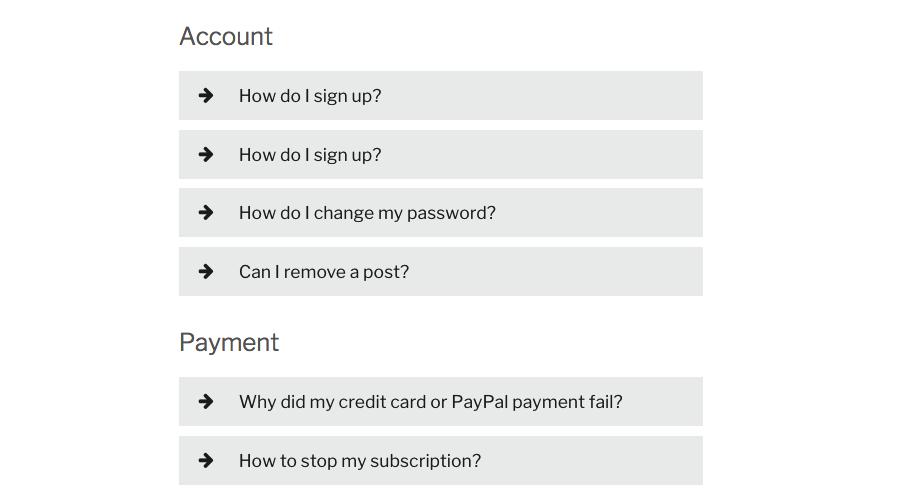 Account
How do I sign up?
How do I sign up?
How do I change my password?
Can I remove a post?
Payment
Why did my credit card or PayPal payment fail?
How to stop my subscription?